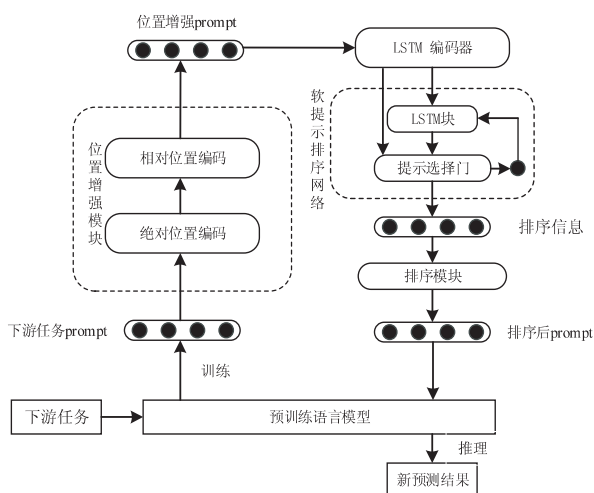 位置增强prompt
LSTM 编码器
软提示排序网络
LSTM块
提示选择门
位置增强模块
相对位置编码
绝对位置编码
排序信息
排序模块
下游任务prompt
排序后prompt
训练
下游任务
预训练语言模型
推理
新预测结果